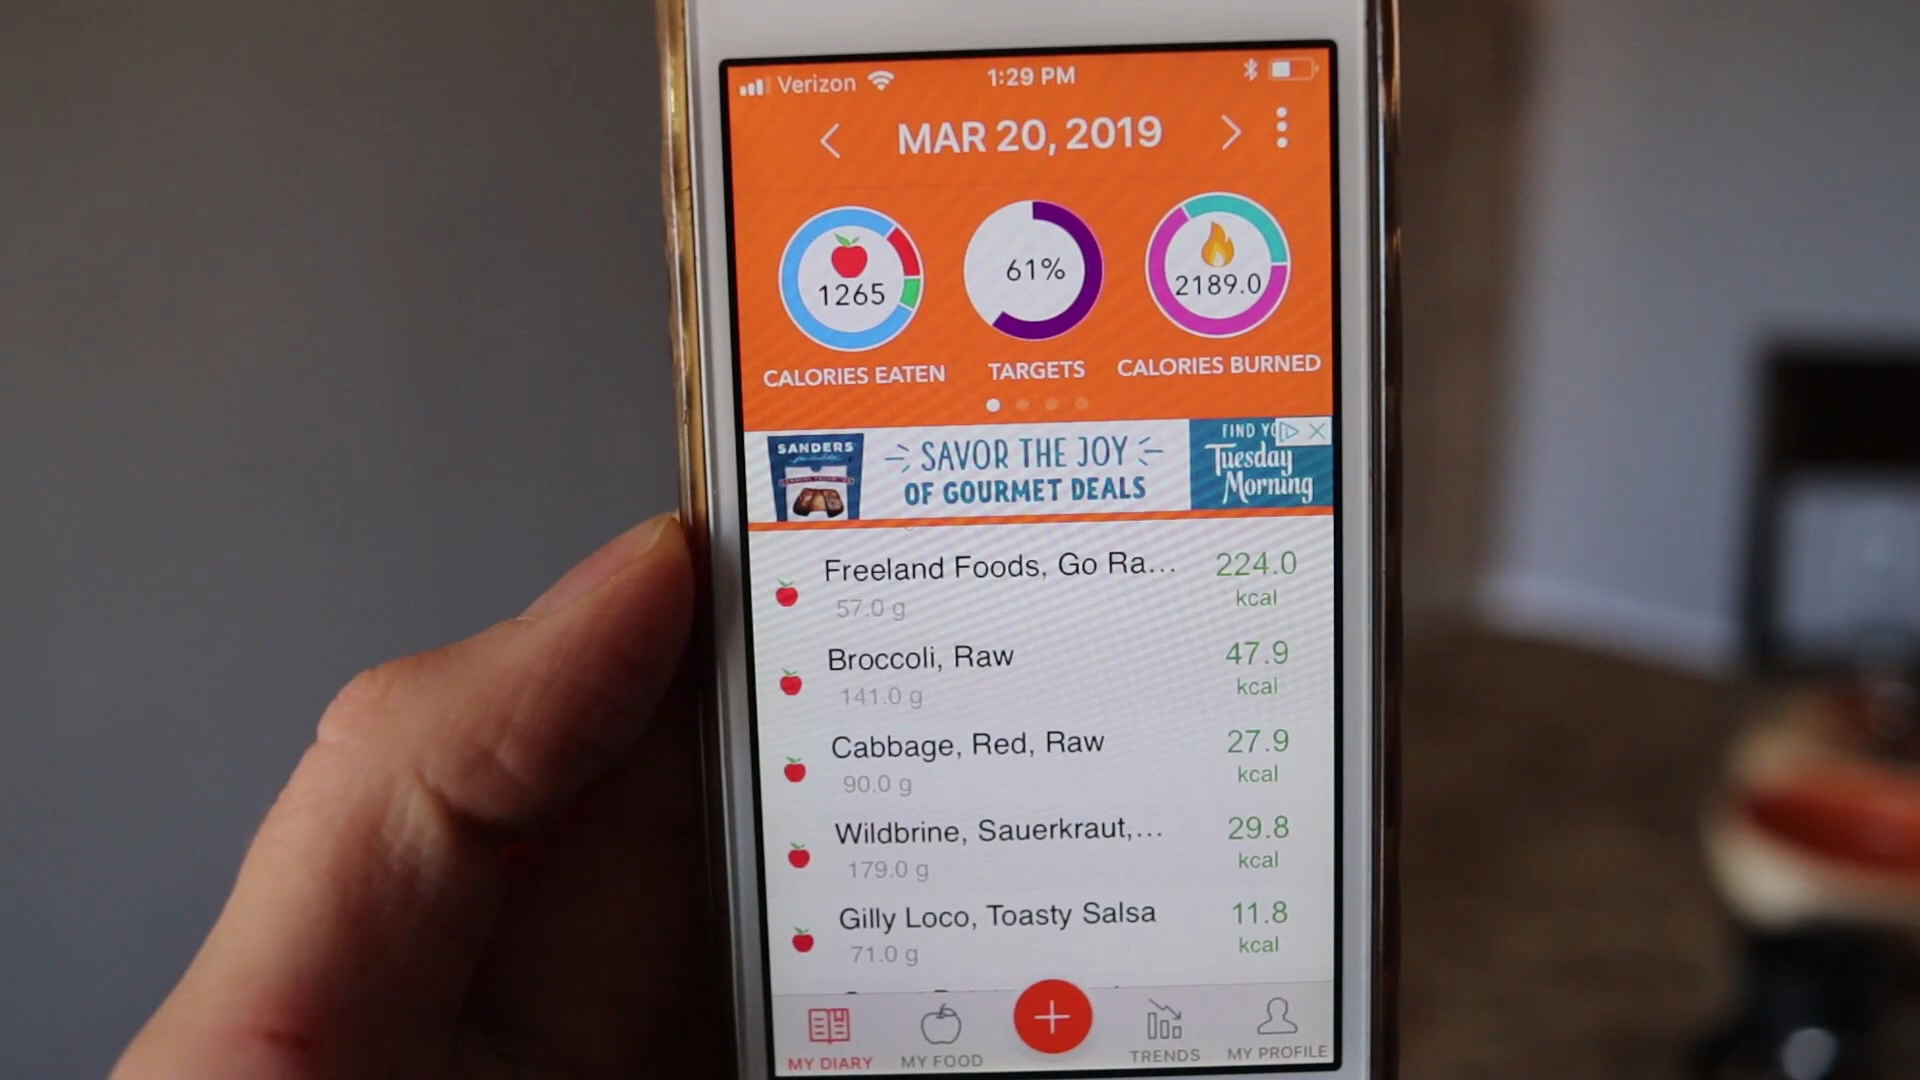 Verizon 1:29 PM
MAR 20, 2019
1265
61%
2189.0
CALORIES EATEN
TARGETS
CALORIES BURNED
SANDERS
SAVOR THE JOY
OF GOURMET DEALS
FIND YO
Tuesday
Morning
Freeland Foods, Go Ra... 224.0
57.0 g kcal
Broccoli, Raw 47.9
141.0 g kcal
Cabbage, Red, Raw 27.9
90.0 g kcal
Wildbrine, Sauerkraut,... 29.8
179.0 g kcal
Gilly Loco, Toasty Salsa 11.8
71.0 g kcal
MY DIARY
MY FOOD
TRENDS
MY PROFILE